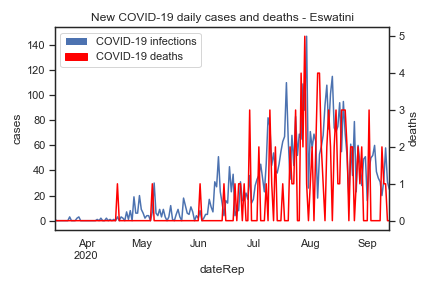 New COVID-19 daily cases and deaths - Eswatini
COVID-19 infections
COVID-19 deaths
140
120
100
80
60
40
20
0
cases
5
4
3
2
1
0
deaths
Apr
2020
May
Jun
Jul
Aug
Sep
dateRep